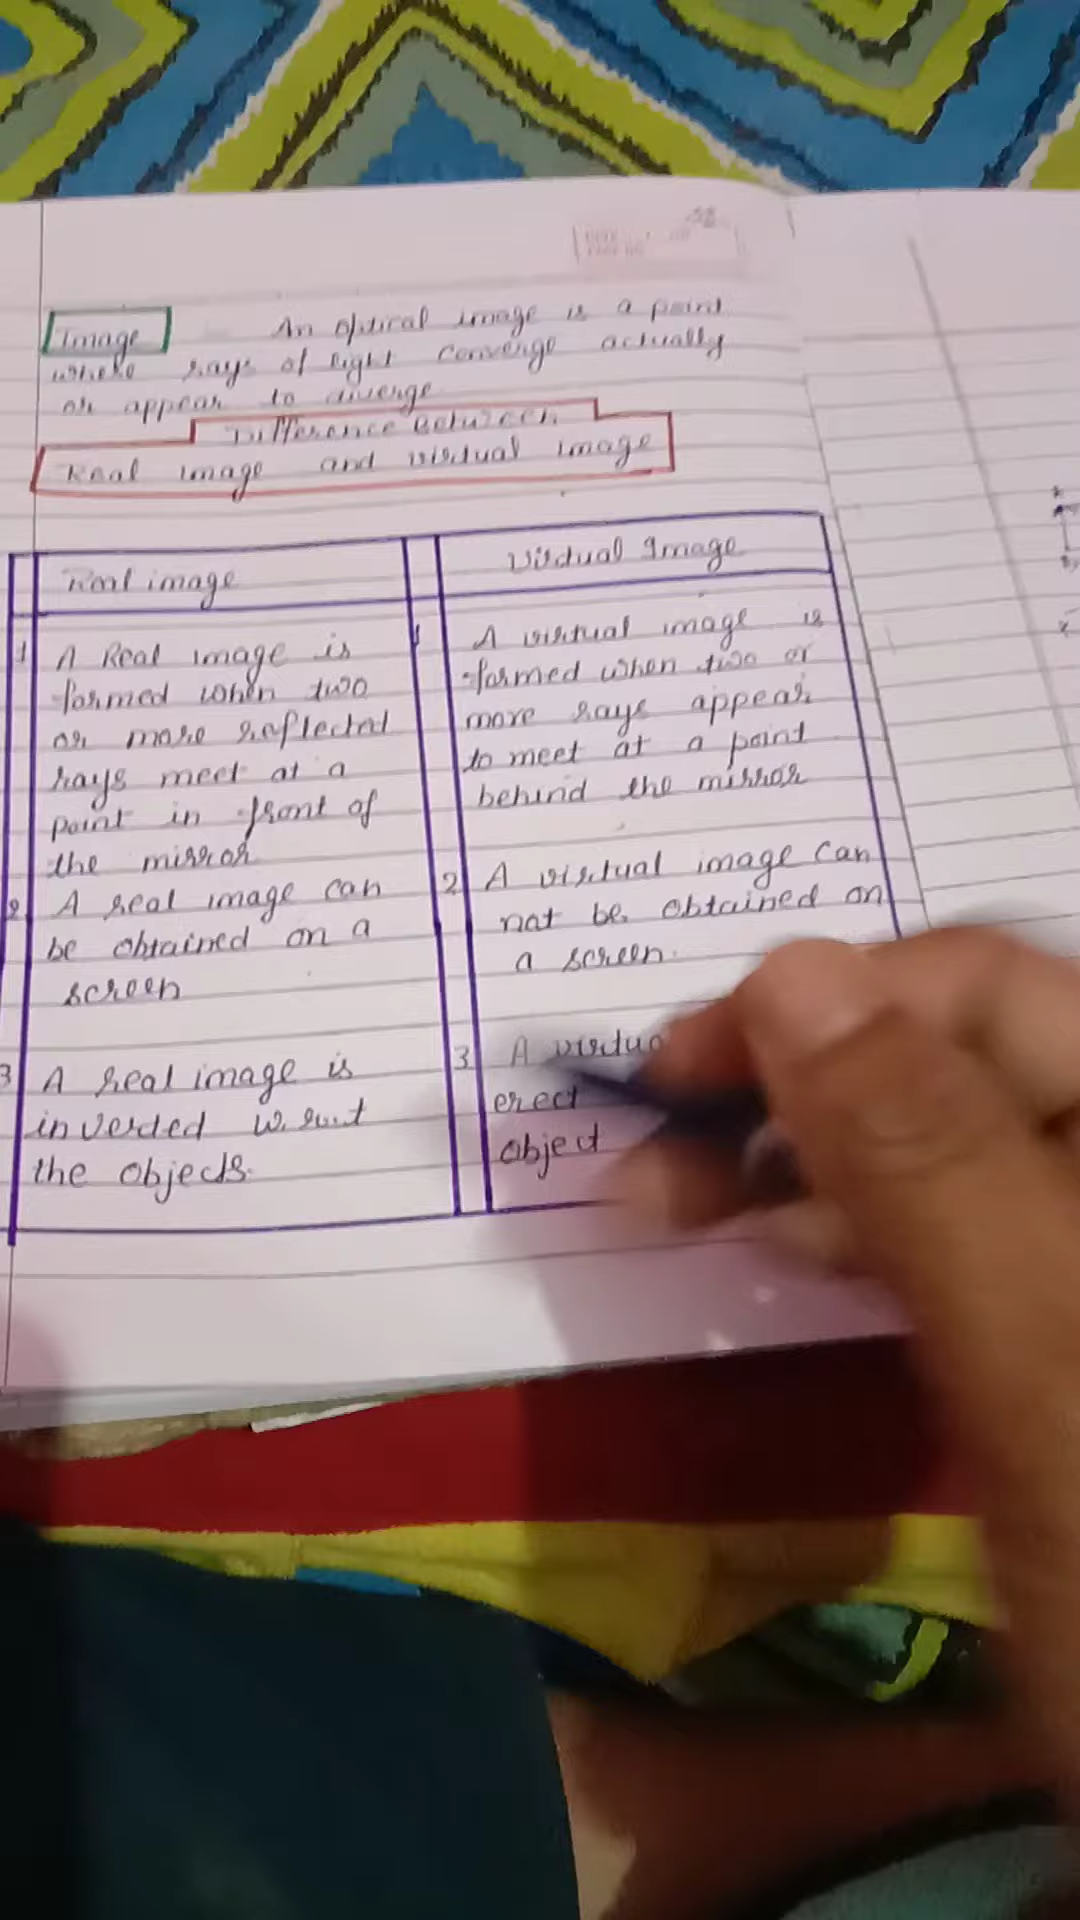 Image An optical image is a point
where rays of light converge actually
or appear to diverge
Difference Between
Real image and virtual image
Real image
1 A Real image is
formed when two
or more reflected
rays meet at a
point in front of
the mirror
2 A real image can
be obtained on a
screen
3 A real image is
inverted w.r.t
the objects.
Virtual Image
1 A virtual image is
formed when two or
more rays appear
to meet at a point
behind the mirror
2 A virtual image can
not be obtained on
a screen.
3 A virtua
erect
object